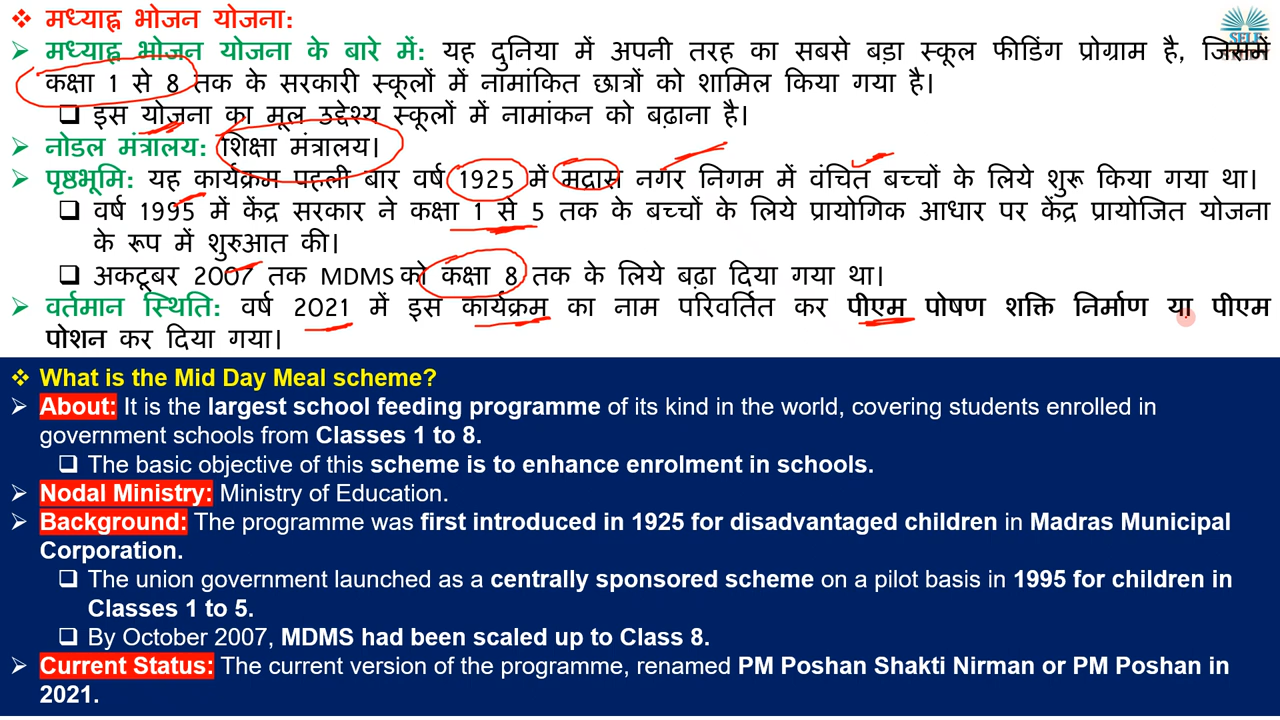 ❖ मध्याह्न भोजन योजना:
➢ मध्याह्न भोजन योजना के बारे में: यह दुनिया में अपनी तरह का सबसे बड़ा स्कूल फीडिंग प्रोग्राम है, जिसमें
कक्षा 1 से 8 तक के सरकारी स्कूलों में नामांकित छात्रों को शामिल किया गया है।
❑ इस योजना का मूल उद्देश्य स्कूलों में नामांकन को बढ़ाना है।
➢ नोडल मंत्रालय: शिक्षा मंत्रालय।
➢ पृष्ठभूमि: यह कार्यक्रम पहली बार वर्ष 1925 में मद्रास नगर निगम में वंचित बच्चों के लिये शुरू किया गया था।
❑ वर्ष 1995 में केंद्र सरकार ने कक्षा 1 से 5 तक के बच्चों के लिये प्रायोगिक आधार पर केंद्र प्रायोजित योजना
के रूप में शुरुआत की।
❑ अकटूबर 2007 तक MDMS को कक्षा 8 तक के लिये बढ़ा दिया गया था।
➢ वर्तमान स्थिति: वर्ष 2021 में इस कार्यक्रम का नाम परिवर्तित कर पीएम पोषण शक्ति निर्माण या पीएम
पोशन कर दिया गया।
❖ What is the Mid Day Meal scheme?
➢ About: It is the largest school feeding programme of its kind in the world, covering students enrolled in
government schools from Classes 1 to 8.
❑ The basic objective of this scheme is to enhance enrolment in schools.
➢ Nodal Ministry: Ministry of Education.
➢ Background: The programme was first introduced in 1925 for disadvantaged children in Madras Municipal
Corporation.
❑ The union government launched as a centrally sponsored scheme on a pilot basis in 1995 for children in
Classes 1 to 5.
❑ By October 2007, MDMS had been scaled up to Class 8.
➢ Current Status: The current version of the programme, renamed PM Poshan Shakti Nirman or PM Poshan in
2021.